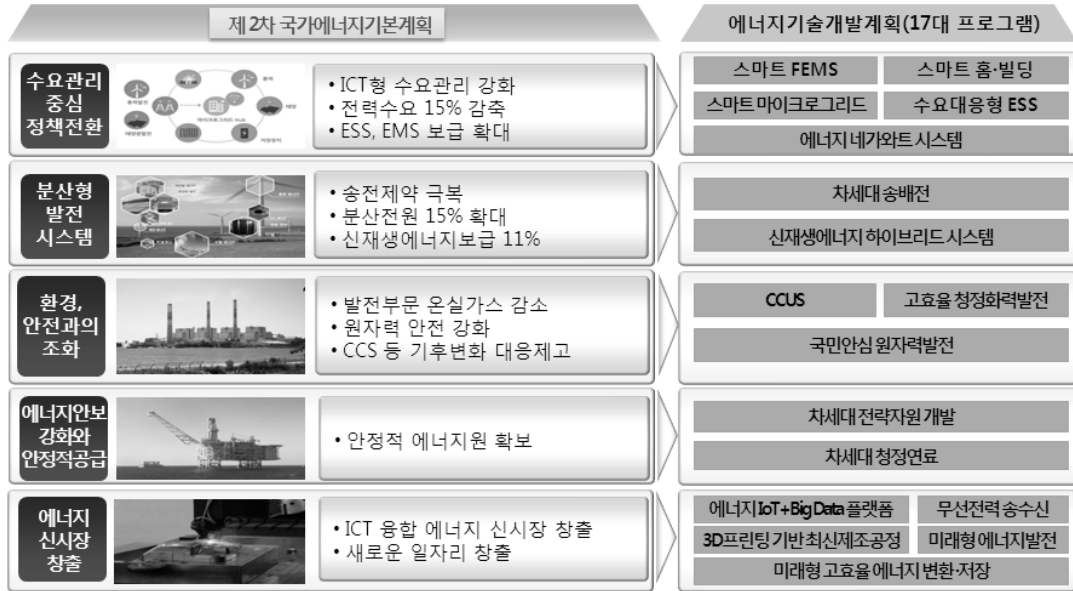 제 2차 국가에너지기본계획
에너지기술개발계획(17대 프로그램)
수요관리
중심
정책전환
• ICT형 수요관리 강화
• 전력수요 15% 감축
• ESS, EMS 보급 확대
스마트 FEMS
스마트 홈·빌딩
스마트 마이크로그리드
수요대응형 ESS
에너지 네가와트 시스템
분산형
발전
시스템
• 송전제약 극복
• 분산전원 15% 확대
• 신재생에너지보급 11%
차세대 송배전
신재생에너지 하이브리드 시스템
환경,
안전과의
조화
• 발전부문 온실가스 감소
• 원자력 안전 강화
• CCS 등 기후변화 대응제고
CCUS
고효율 청정화력발전
국민안심 원자력발전
에너지안보
강화와
안정적공급
• 안정적 에너지원 확보
차세대 전략자원 개발
차세대 청정연료
에너지
신시장
창출
• ICT 융합 에너지 신시장 창출
• 새로운 일자리 창출
에너지 IoT + Big Data 플랫폼
무선전력 송수신
3D프린팅 기반 최신제조공정
미래형 에너지발전
미래형 고효율 에너지 변환·저장